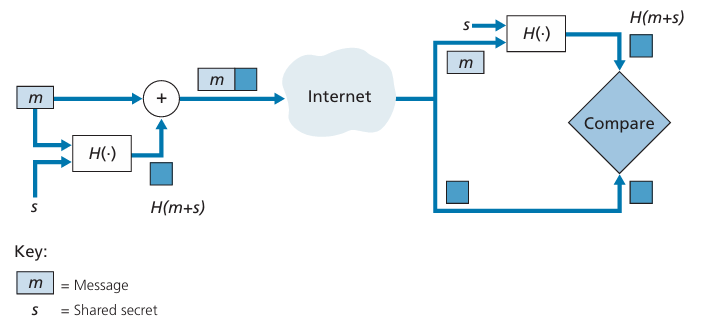 H(m+s)
s
H(·)
m
m
Internet
m
+
Compare
H(·)
s
H(m+s)
Key:
m = Message
s = Shared secret